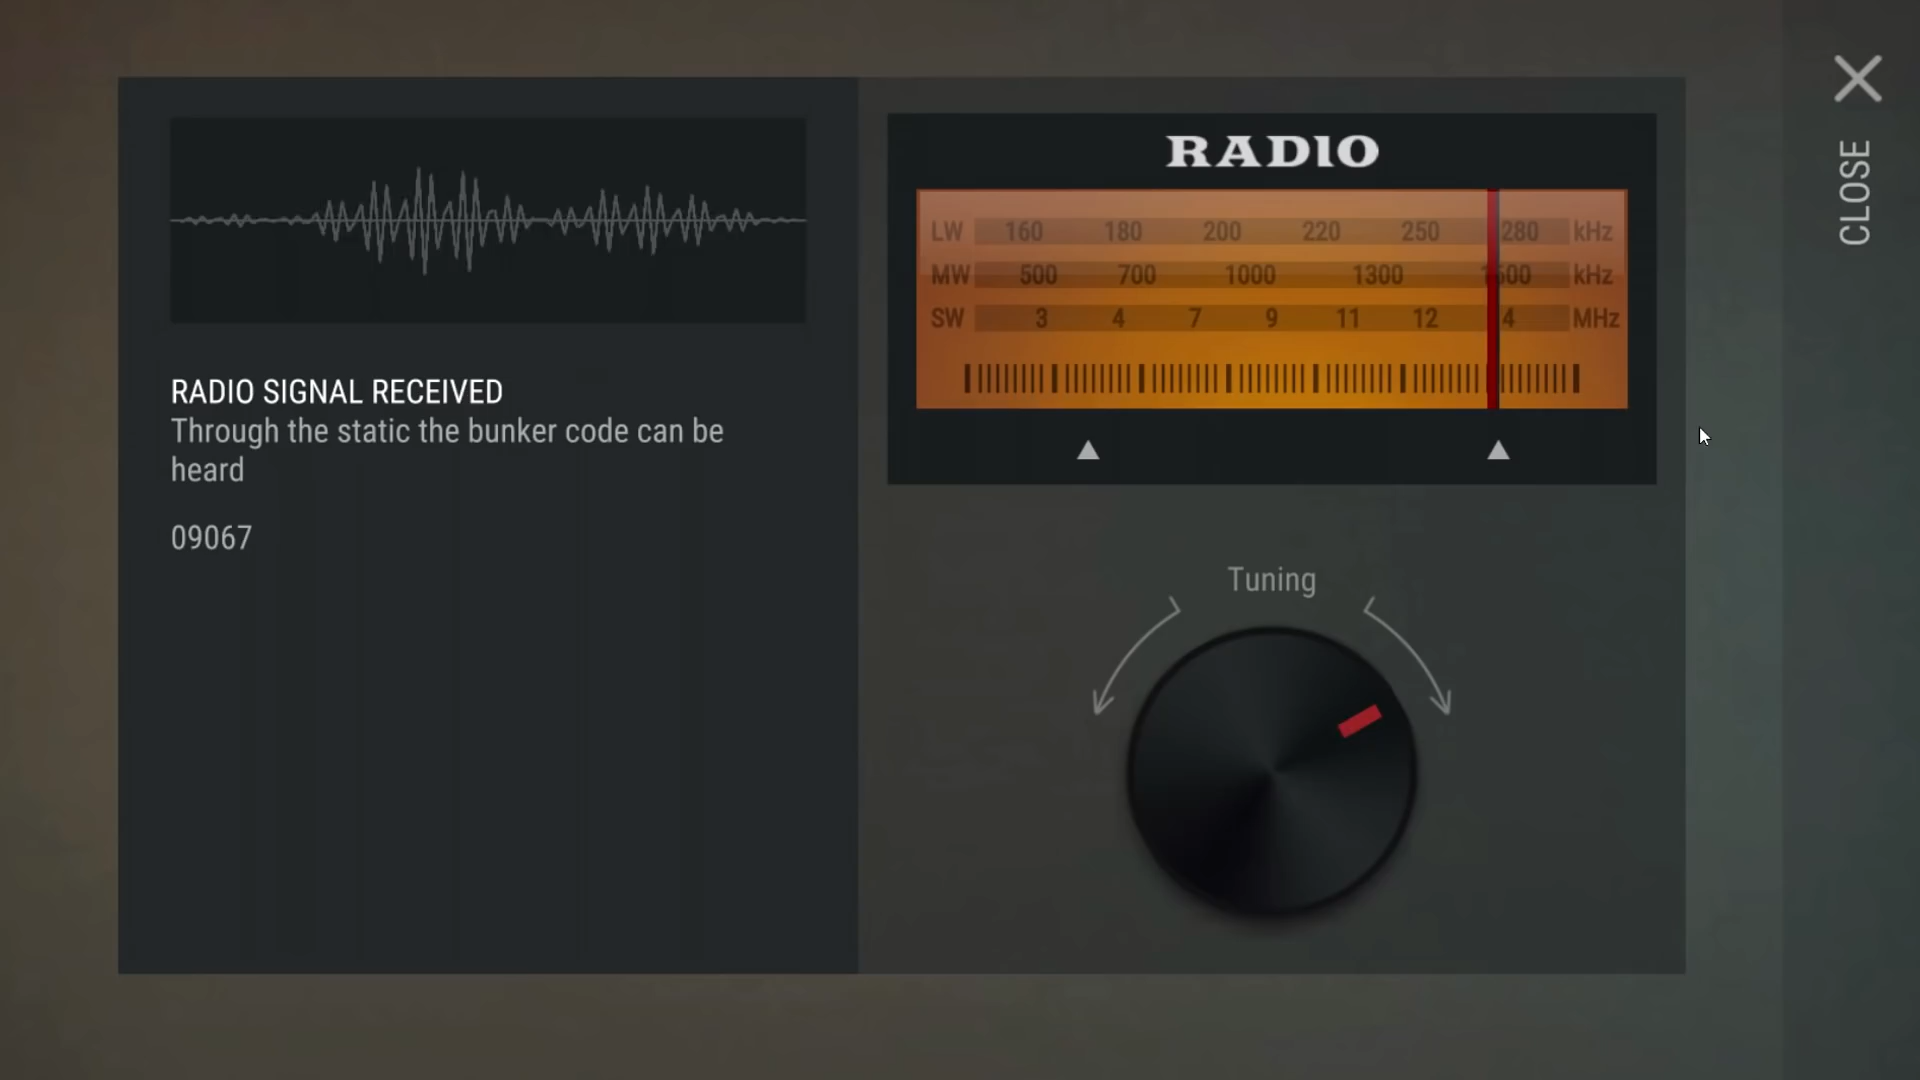 RADIO SIGNAL RECEIVED
Through the static the bunker code can be
heard
09067
RADIO
LW 160 180 200 220 250 280 kHz
MW 500 700 1000 1300 1600 kHz
SW 3 4 7 9 11 12 4 MHz
Tuning
CLOSE